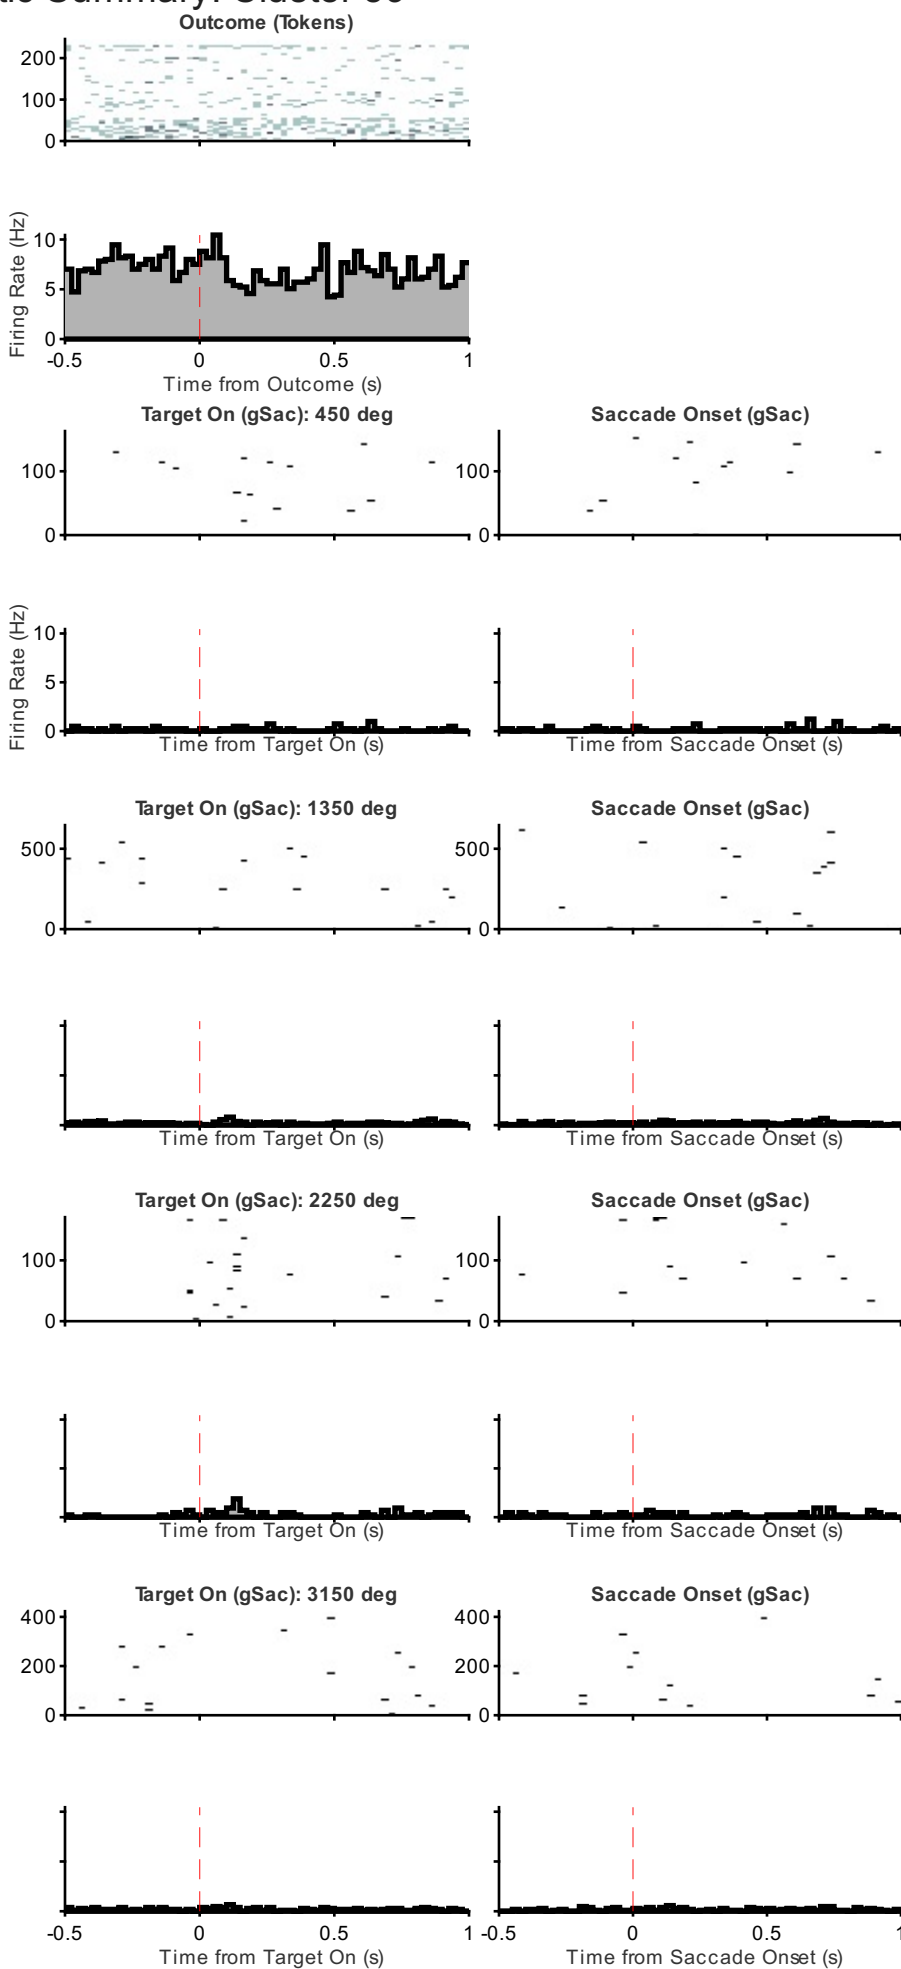 Summary: Cluster
Outcome (Tokens)
200
100
0
Firing Rate (Hz)
10
5
0
-0.5 0 0.5 1
Time from Outcome (s)
Target On (gSac): 450 deg Saccade Onset (gSac)
100 100
0 0
Firing Rate (Hz)
10
5
0
Time from Target On (s) Time from Saccade Onset (s)
Target On (gSac): 1350 deg Saccade Onset (gSac)
500 500
0 0
Time from Target On (s) Time from Saccade Onset (s)
Target On (gSac): 2250 deg Saccade Onset (gSac)
100 100
0 0
Time from Target On (s) Time from Saccade Onset (s)
Target On (gSac): 3150 deg Saccade Onset (gSac)
400 400
200 200
0 0
-0.5 0 0.5 1 -0.5 0 0.5 1
Time from Target On (s) Time from Saccade Onset (s)